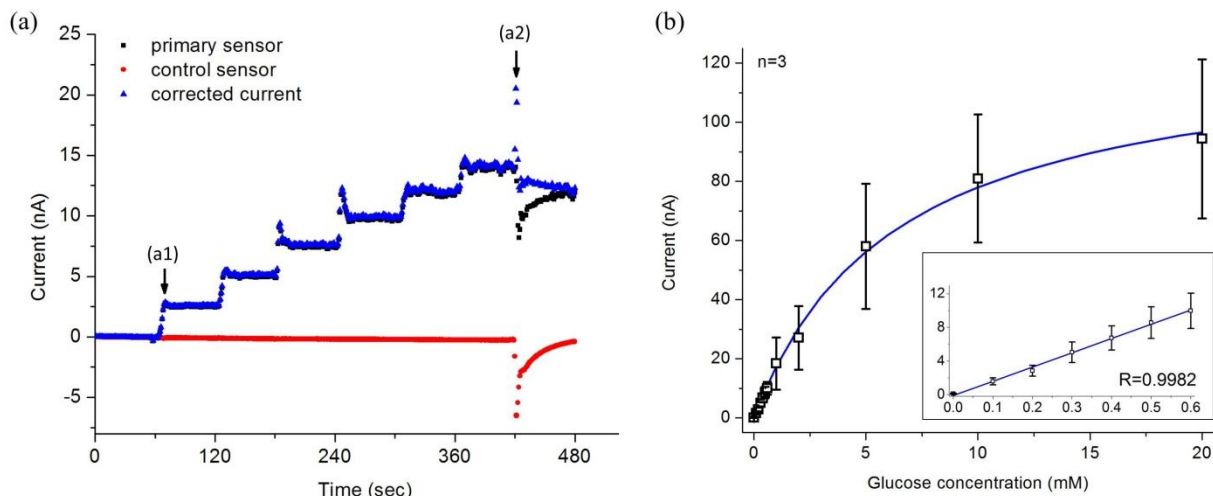 (a)
primary sensor
control sensor
corrected current
(a1)
(a2)
25
20
15
10
5
0
-5
Current (nA)
0 120 240 360 480
Time (sec)
(b)
n=3
120
100
80
60
40
20
0
Current (nA)
0 5 10 15 20
Glucose concentration (mM)
12
8
4
0
0.0 0.1 0.2 0.3 0.4 0.5 0.6
R=0.9982